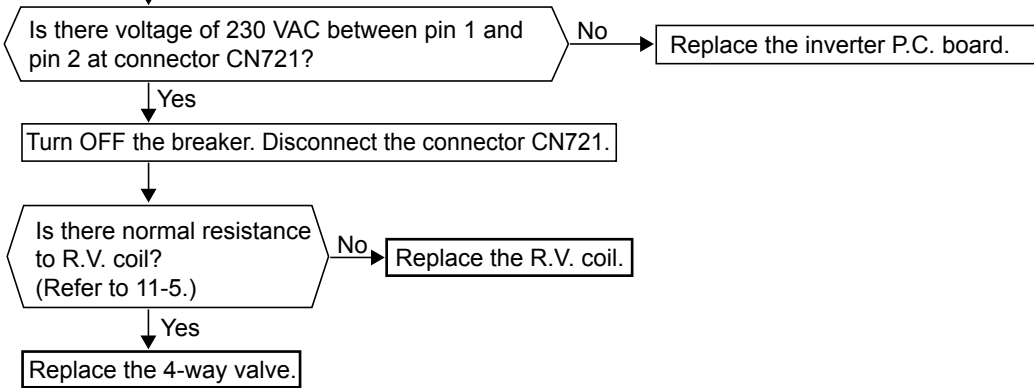 Is there voltage of 230 VAC between pin 1 and
pin 2 at connector CN721?
No
Replace the inverter P.C. board.
Yes
Turn OFF the breaker. Disconnect the connector CN721.
Is there normal resistance
to R.V. coil?
(Refer to 11-5.)
No
Replace the R.V. coil.
Yes
Replace the 4-way valve.